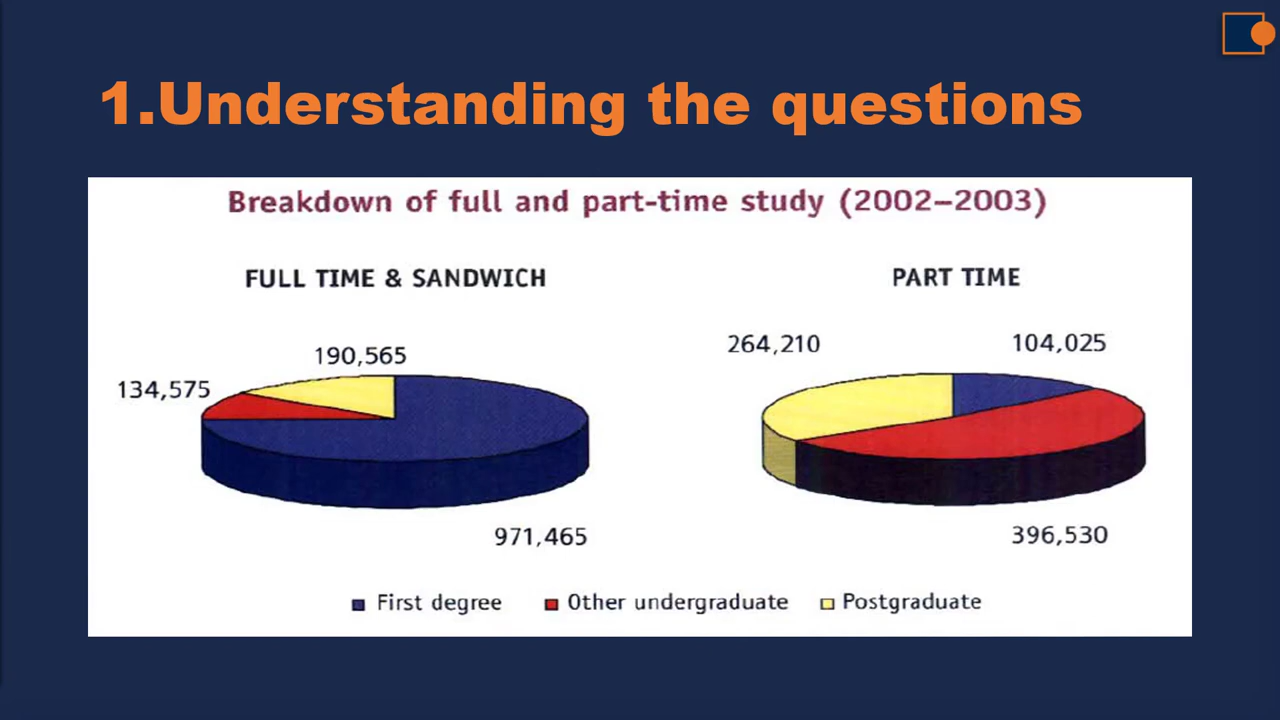 1.Understanding the questions
Breakdown of full and part-time study (2002–2003)
FULL TIME & SANDWICH
PART TIME
190,565
134,575
971,465
264,210
104,025
396,530
First degree
Other undergraduate
Postgraduate